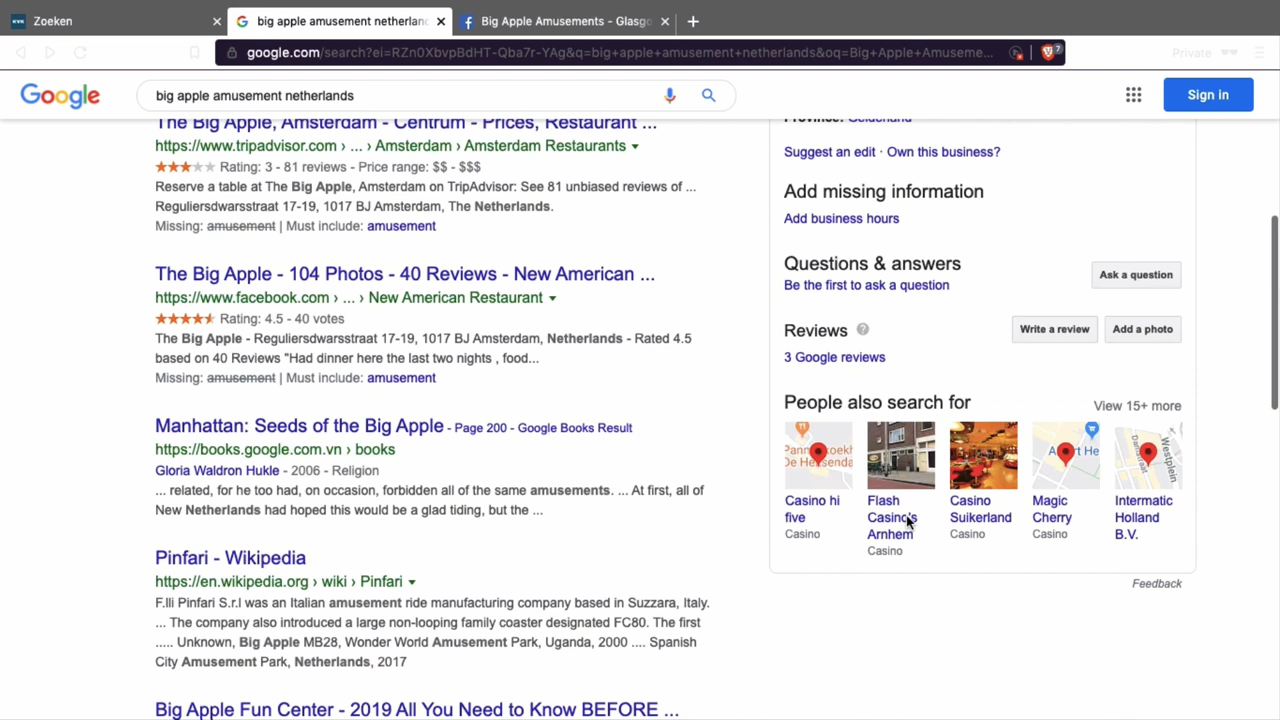 KVK Zoeken
big apple amusement netherlan
Big Apple Amusements - Glasgo
google.com/search?ei=RZn0XbvpBdHT-Qba7r-YAg&q=big+apple+amusement+netherlands&oq=Big+Apple+Amuseme...
7
Private
Google
big apple amusement netherlands
Sign in
The Big Apple, Amsterdam - Centrum - Prices, Restaurant ...
https://www.tripadvisor.com › ... › Amsterdam › Amsterdam Restaurants
Rating: 3 - 81 reviews - Price range: $$ - $$$
Reserve a table at The Big Apple, Amsterdam on TripAdvisor: See 81 unbiased reviews of ...
Reguliersdwarsstraat 17-19, 1017 BJ Amsterdam, The Netherlands.
Missing: amusement | Must include: amusement
The Big Apple - 104 Photos - 40 Reviews - New American ...
https://www.facebook.com › ... › New American Restaurant
Rating: 4.5 - 40 votes
The Big Apple - Reguliersdwarsstraat 17-19, 1017 BJ Amsterdam, Netherlands - Rated 4.5
based on 40 Reviews "Had dinner here the last two nights , food...
Missing: amusement | Must include: amusement
Manhattan: Seeds of the Big Apple - Page 200 - Google Books Result
https://books.google.com.vn › books
Gloria Waldron Hukle - 2006 - Religion
... related, for he too had, on occasion, forbidden all of the same amusements. ... At first, all of
New Netherlands had hoped this would be a glad tiding, but the ...
Pinfari - Wikipedia
https://en.wikipedia.org › wiki › Pinfari
F.lli Pinfari S.r.l was an Italian amusement ride manufacturing company based in Suzzara, Italy.
... The company also introduced a large non-looping family coaster designated FC80. The first
..... Unknown, Big Apple MB28, Wonder World Amusement Park, Uganda, 2000 .... Spanish
City Amusement Park, Netherlands, 2017
Big Apple Fun Center - 2019 All You Need to Know BEFORE ...
Province: Gelderland
Suggest an edit · Own this business?
Add missing information
Add business hours
Questions & answers
Ask a question
Be the first to ask a question
Reviews
Write a review
Add a photo
3 Google reviews
People also search for
View 15+ more
Casino hi
five
Casino
Flash
Casino's
Arnhem
Casino
Casino
Suikerland
Casino
Magic
Cherry
Casino
Intermatic
Holland
B.V.
Feedback